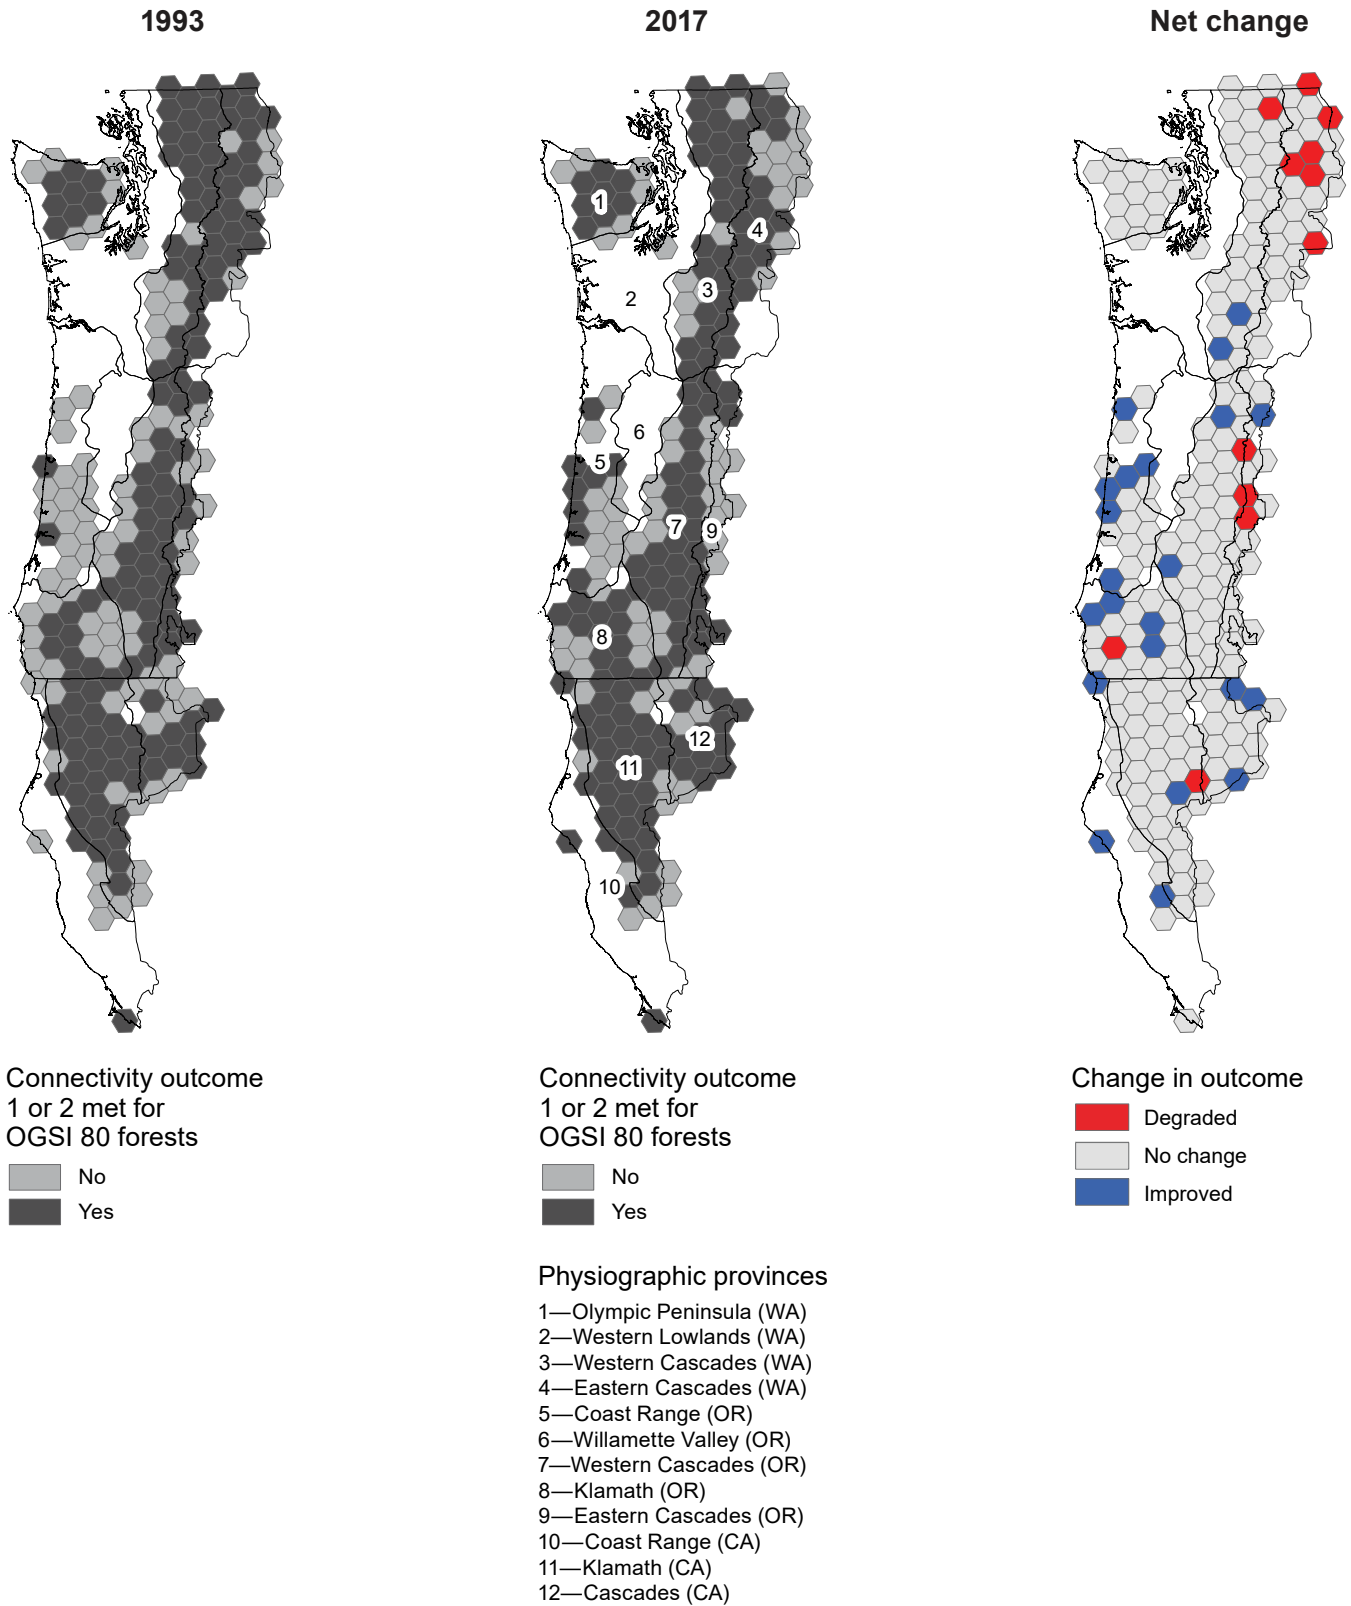 1993
2017
Net change
1
2
3
4
5
6
7
8
9
10
11
12
Connectivity outcome
1 or 2 met for
OGSI 80 forests
No
Yes
Connectivity outcome
1 or 2 met for
OGSI 80 forests
No
Yes
Change in outcome
Degraded
No change
Improved
Physiographic provinces
1—Olympic Peninsula (WA)
2—Western Lowlands (WA)
3—Western Cascades (WA)
4—Eastern Cascades (WA)
5—Coast Range (OR)
6—Willamette Valley (OR)
7—Western Cascades (OR)
8—Klamath (OR)
9—Eastern Cascades (OR)
10—Coast Range (CA)
11—Klamath (CA)
12—Cascades (CA)